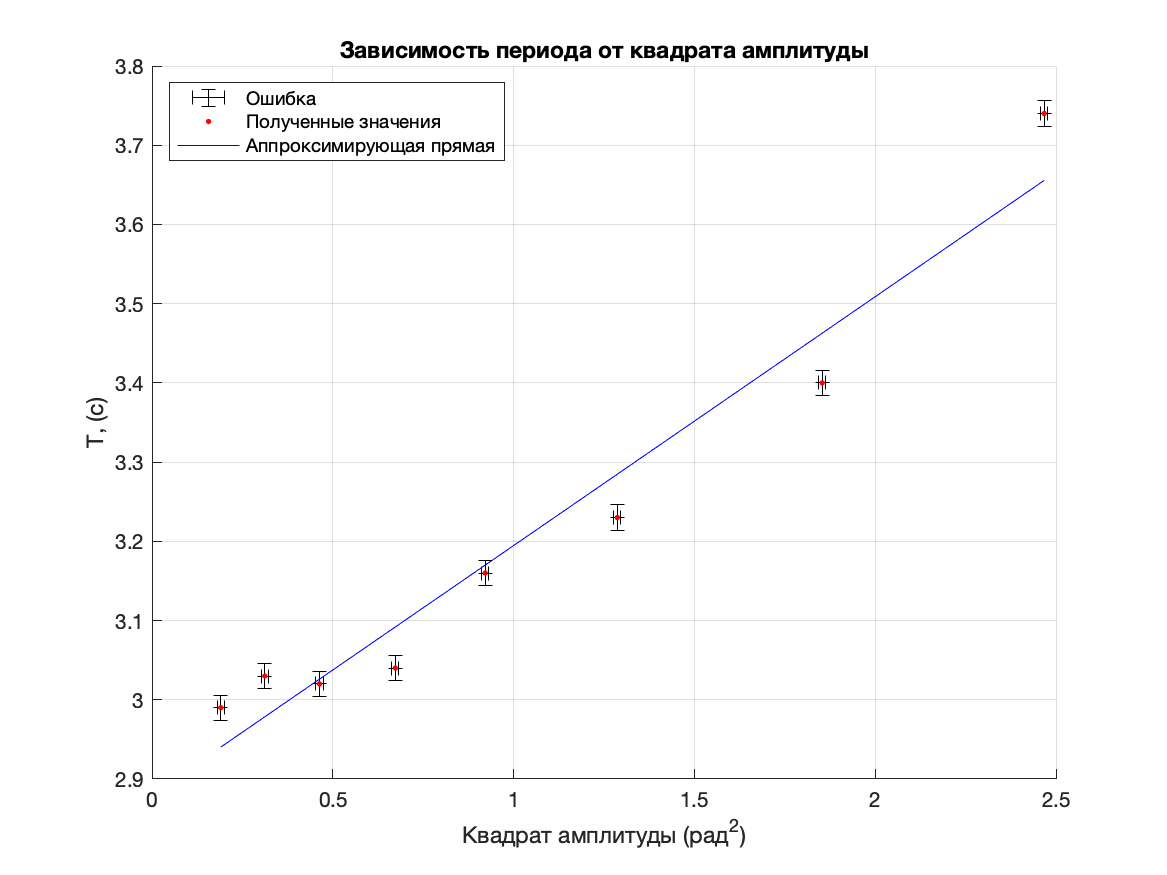 Зависимость периода от квадрата амплитуды
3.8
3.7
3.6
3.5
3.4
3.3
3.2
3.1
3
2.9
Ошибка
Полученные значения
Аппроксимирующая прямая
T, (с)
0
0.5
1
1.5
2
2.5
Квадрат амплитуды (рад²)